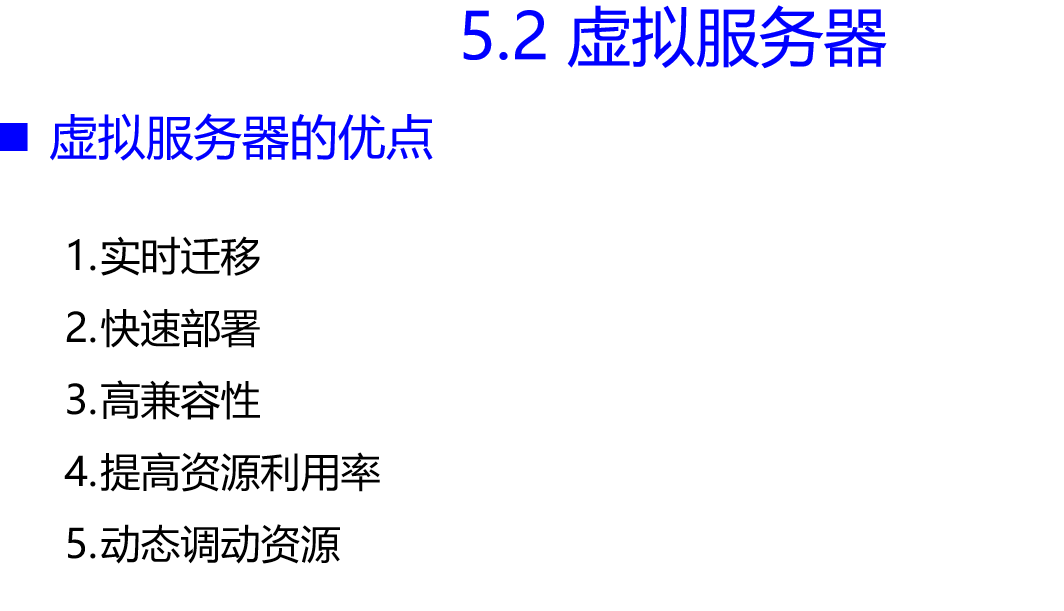 5.2 虚拟服务器
虚拟服务器的优点
1.实时迁移
2.快速部署
3.高兼容性
4.提高资源利用率
5.动态调动资源